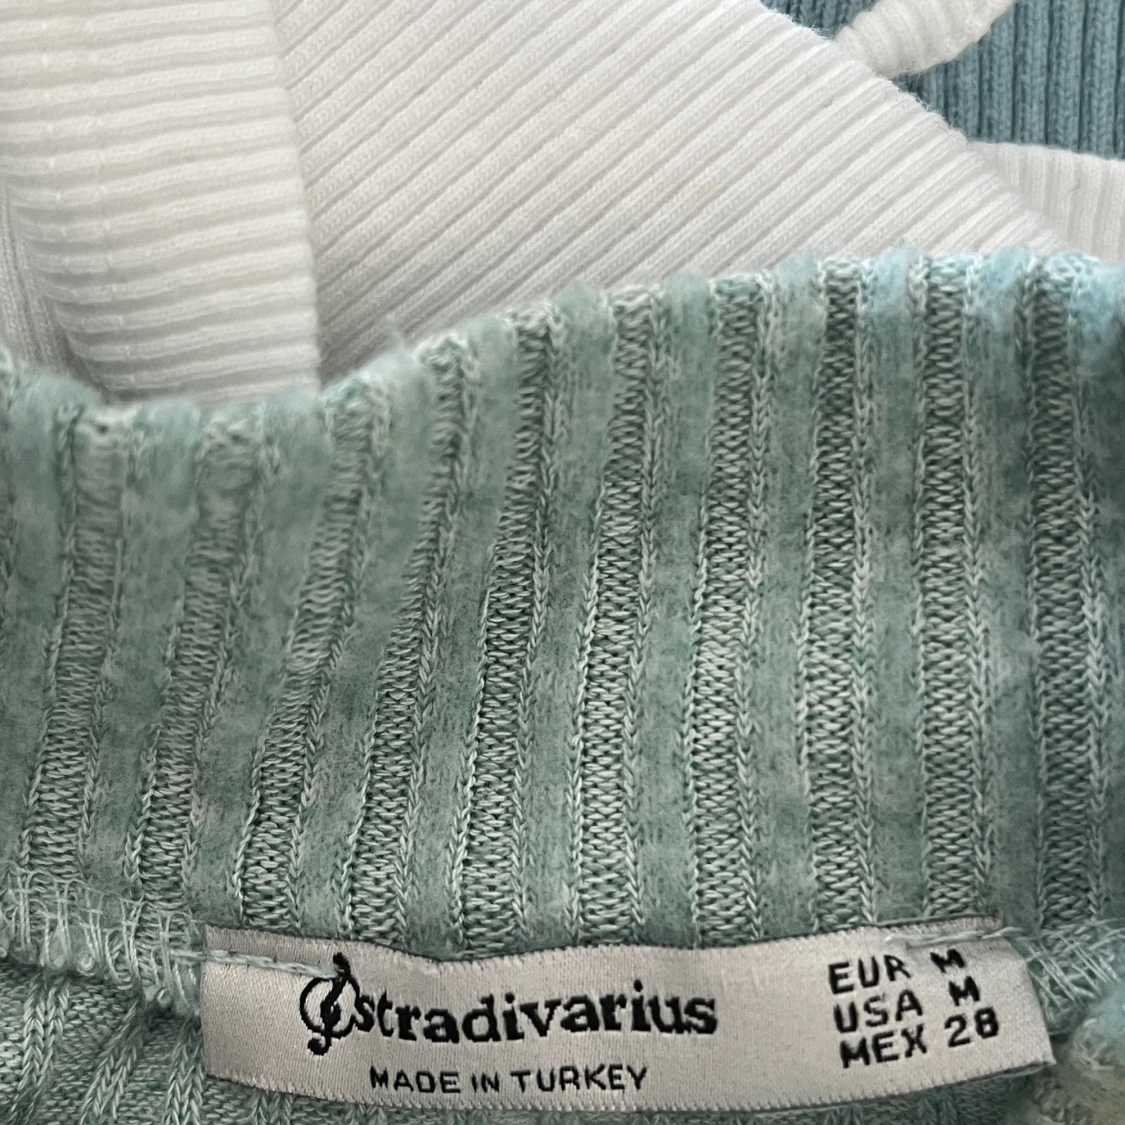 stradivarius
MADE IN TURKEY
EUR M
USA M
MEX 28